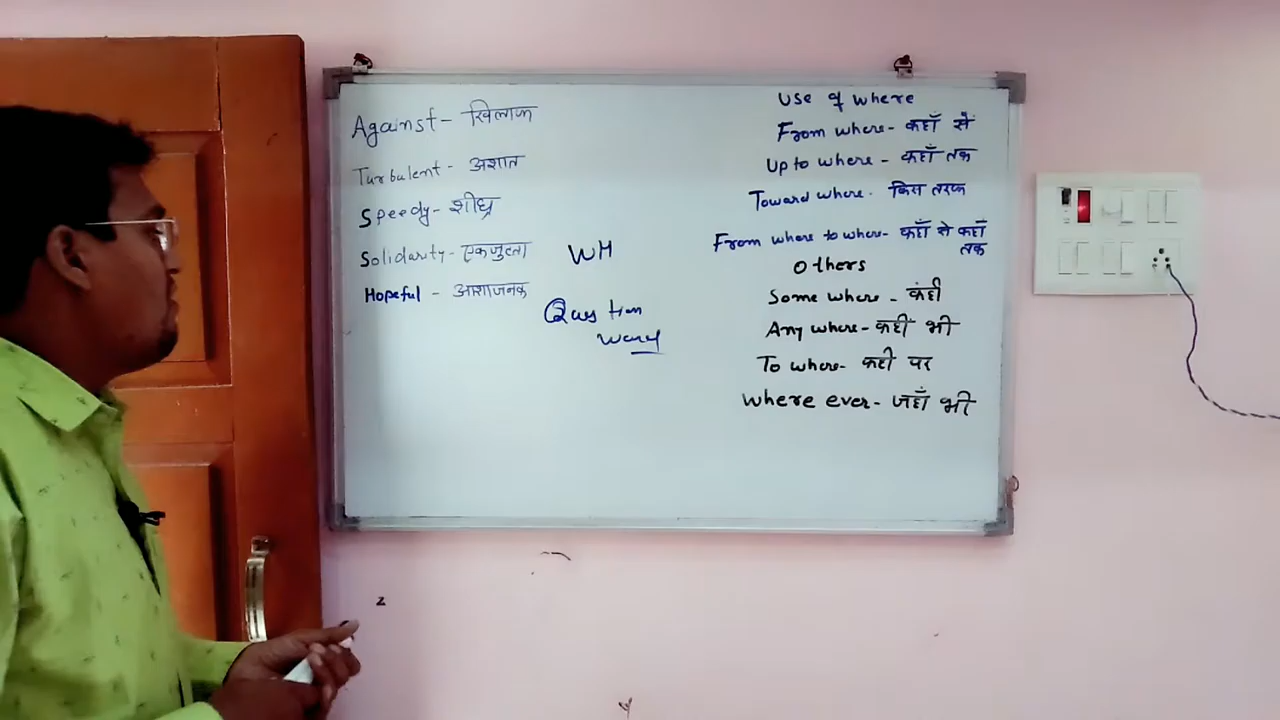 Against - खिलाफ
Turbulent - अशांत
Speedy - शीघ्र
Solidarity - एकजुटता
Hopeful - आशाजनक
WH
Question
word
Use of where
From where - कहाँ से
Up to where - कहाँ तक
Toward where - किस तरफ
From where to where - कहाँ से कहाँ
तक
Others
Some where - कंही
Any where - कहीं भी
To where - कही पर
Where ever - जहाँ भी